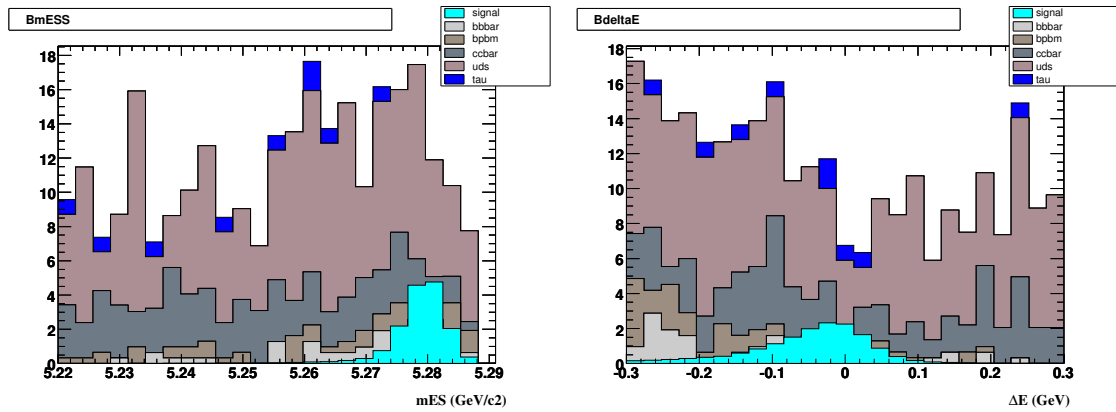 BmESS
signal
bbbar
bpbm
ccbar
uds
tau
18
16
14
12
10
8
6
4
2
0
5.22 5.23 5.24 5.25 5.26 5.27 5.28 5.29
mES (GeV/c2)
BdeltaE
signal
bbbar
bpbm
ccbar
uds
tau
18
16
14
12
10
8
6
4
2
0
-0.3 -0.2 -0.1 0 0.1 0.2 0.3
ΔE (GeV)